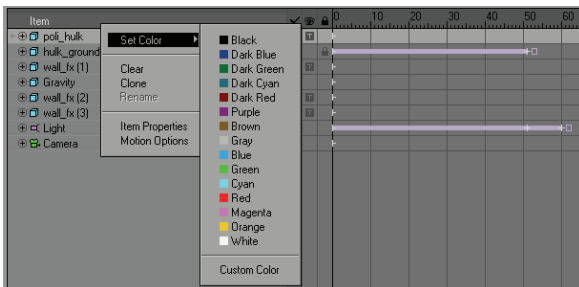 Item 0 10 20 30 40 50 60
poli_hulk T
hulk_ground
wall_fx (1) T
Gravity
wall_fx (2) T
wall_fx (3) T
Light
Camera
Set Color
Clear
Clone
Rename
Item Properties
Motion Options
Black
Dark Blue
Dark Green
Dark Cyan
Dark Red
Purple
Brown
Gray
Blue
Green
Cyan
Red
Magenta
Orange
White
Custom Color